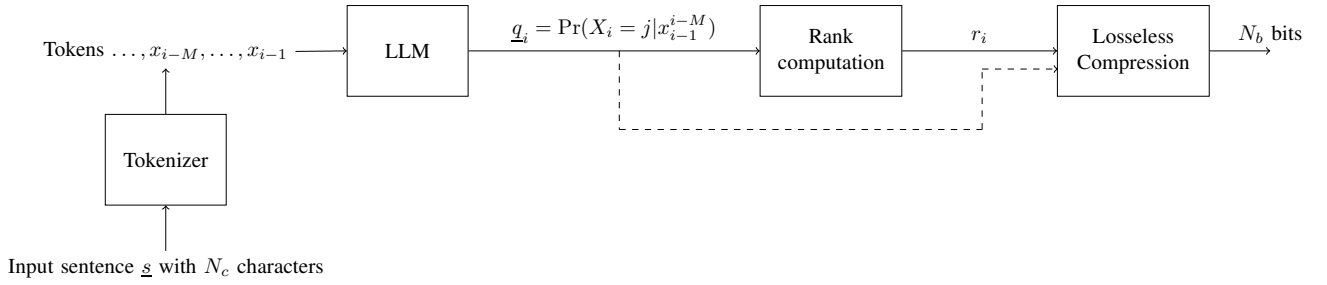 Tokens …, x_{i−M}, …, x_{i−1}
LLM
q_i = Pr(X_i = j|x_{i−1}^{i−M})
Rank
computation
r_i
Losseless
Compression
N_b bits
Tokenizer
Input sentence s with N_c characters